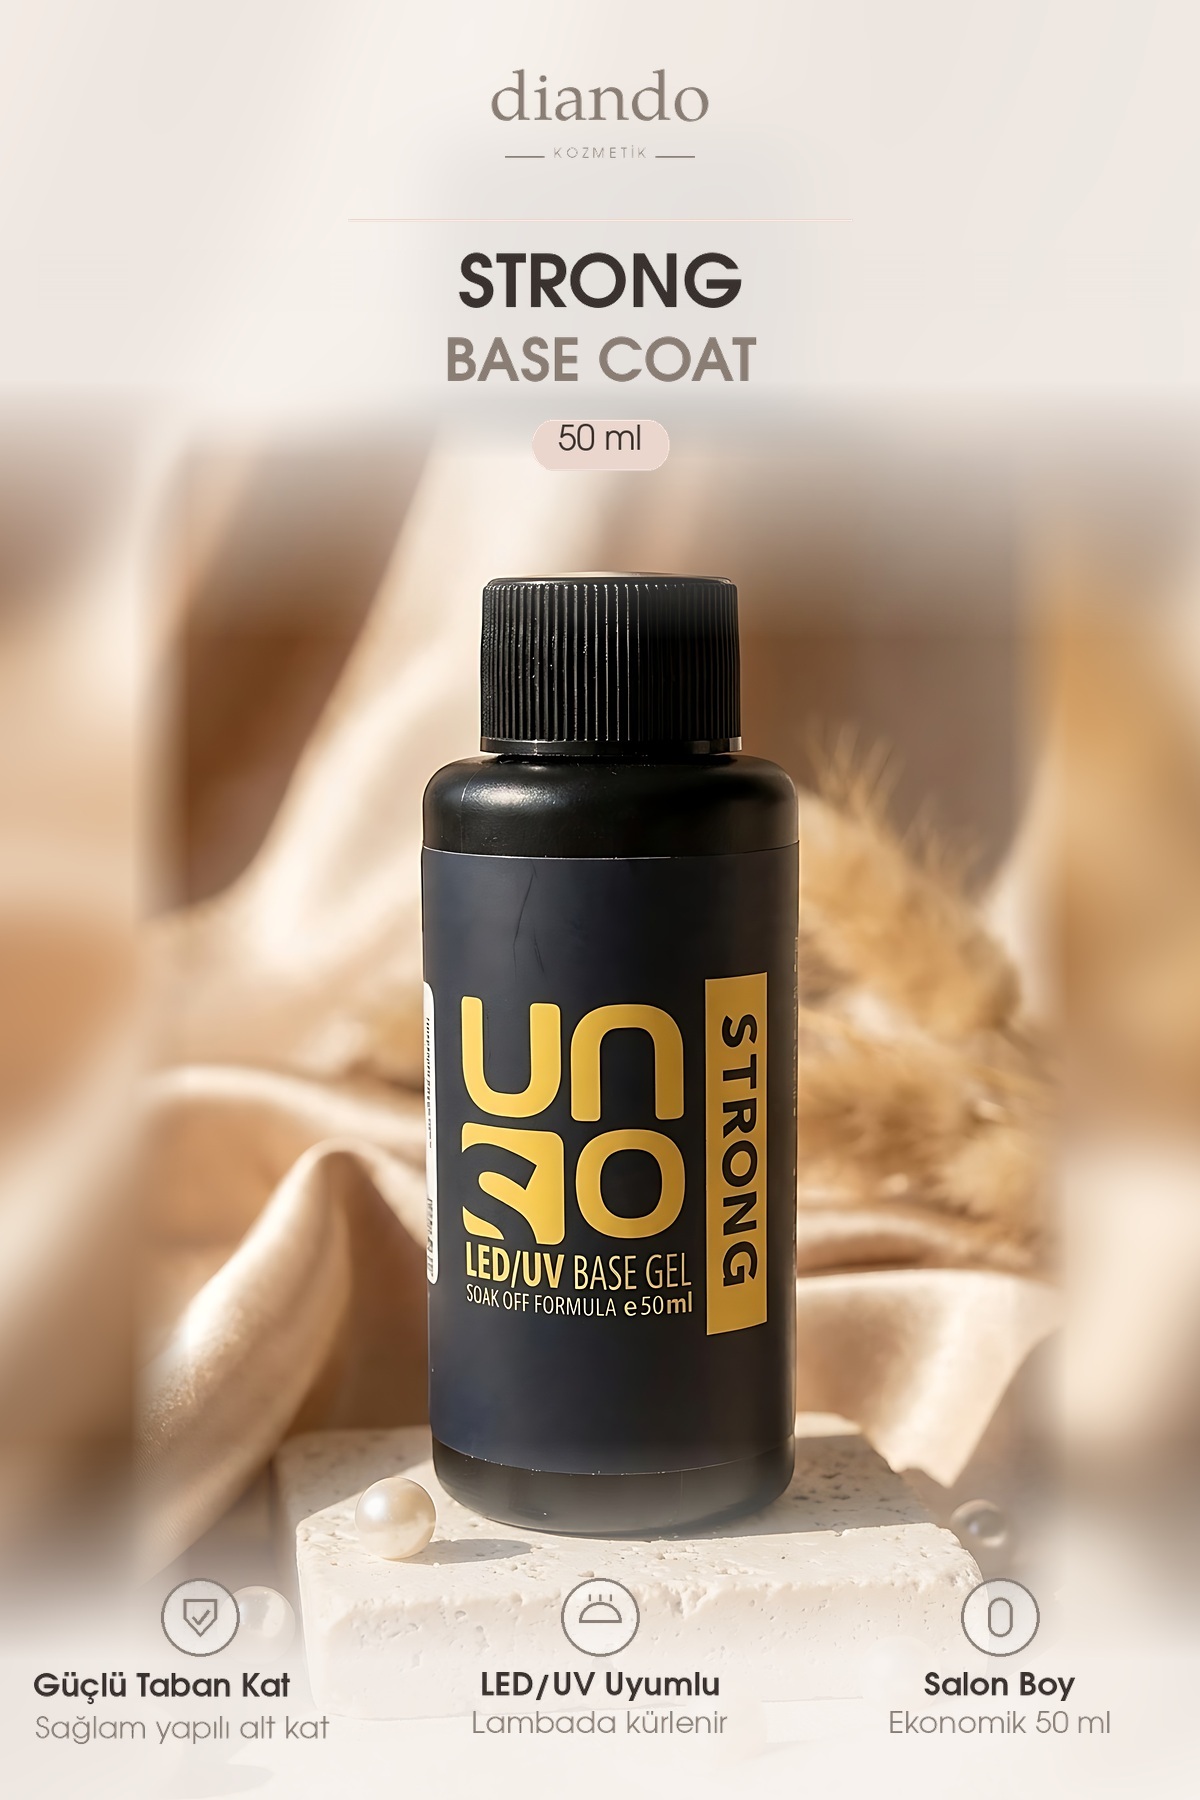 diando
KOZMETİK
STRONG
BASE COAT
50 ml
UNO
STRONG
LED/UV BASE GEL
SOAK OFF FORMULA e50ml
Güçlü Taban Kat
Sağlam yapılı alt kat
LED/UV Uyumlu
Lambada kürlenir
Salon Boy
Ekonomik 50 ml